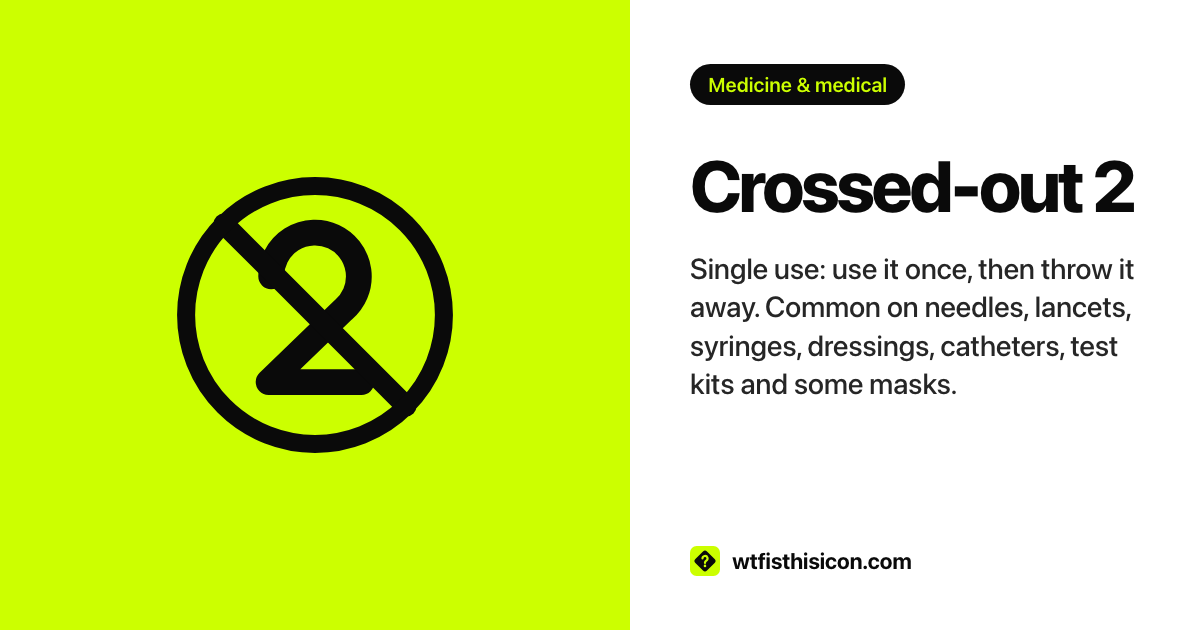 2
Medicine & medical
Crossed-out 2
Single use: use it once, then throw it
away. Common on needles, lancets,
syringes, dressings, catheters, test
kits and some masks.
?
wtfisthisicon.com